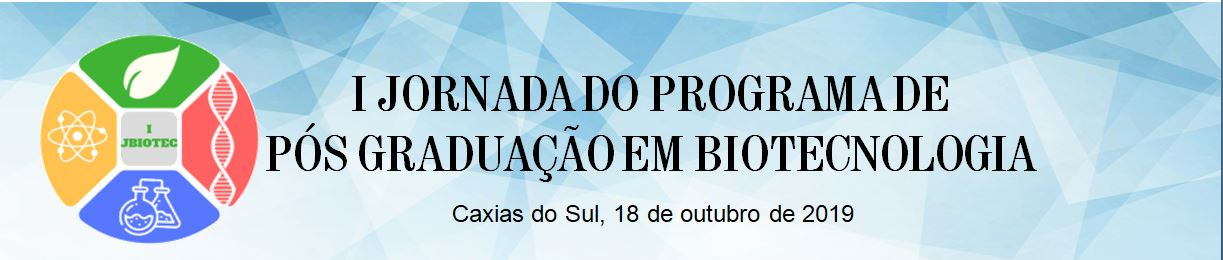 I
JBIOTEC
I JORNADA DO PROGRAMA DE
PÓS GRADUAÇÃO EM BIOTECNOLOGIA
Caxias do Sul, 18 de outubro de 2019